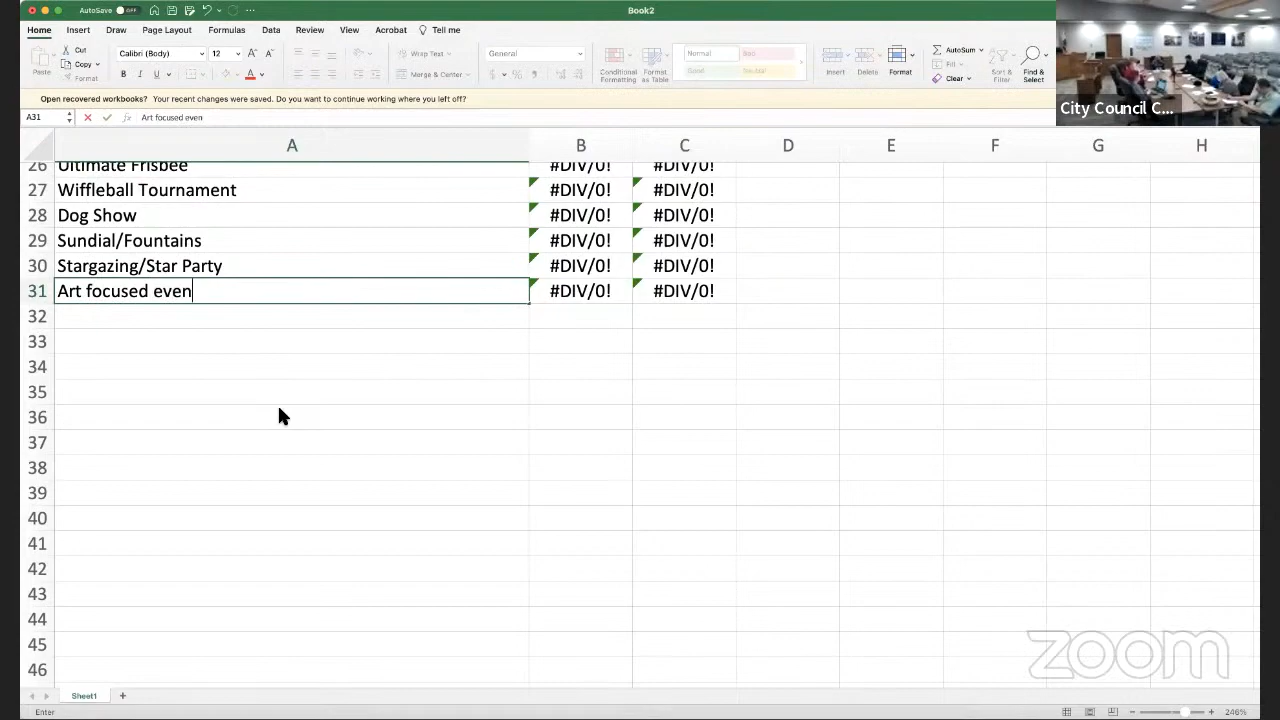 AutoSave OFF
Book2
Home Insert Draw Page Layout Formulas Data Review View Acrobat Tell me
Paste
Cut
Copy
Format
Calibri (Body) 12
B I U
Wrap Text
Merge & Center
General
Conditional Formatting
Format as Table
Normal
Good
Neutral
Insert
Delete
Format
AutoSum
Fill
Clear
Sort & Filter
Find & Select
City Council C...
Open recovered workbooks? Your recent changes were saved. Do you want to continue working where you left off?
A31 fx Art focused even
A B C D E F G H
26 Ultimate Frisbee #DIV/0! #DIV/0!
27 Wiffleball Tournament #DIV/0! #DIV/0!
28 Dog Show #DIV/0! #DIV/0!
29 Sundial/Fountains #DIV/0! #DIV/0!
30 Stargazing/Star Party #DIV/0! #DIV/0!
31 Art focused even #DIV/0! #DIV/0!
32
33
34
35
36
37
38
39
40
41
42
43
44
45
46
zoom
Sheet1 +
Enter
246%